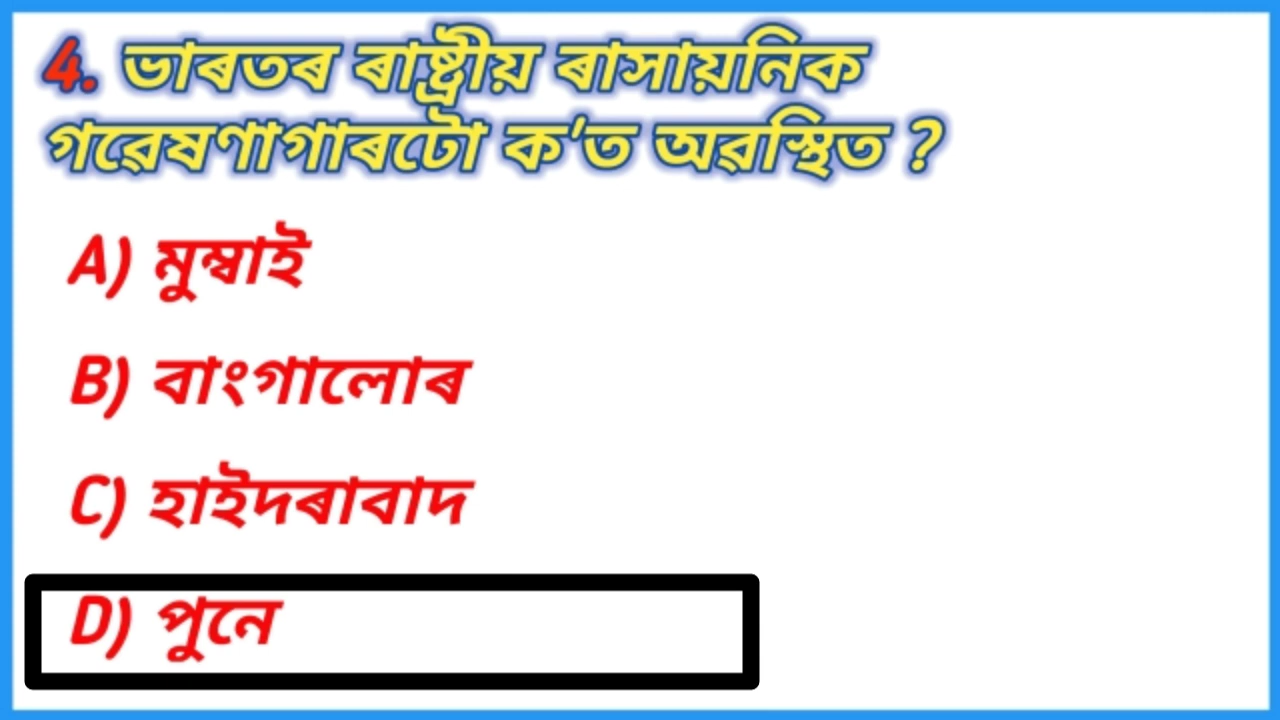 4. ভাৰতৰ ৰাষ্ট্ৰীয় ৰাসায়নিক
গৱেষণাগাৰটো ক'ত অৱস্থিত ?
A) মুম্বাই
B) বাংগালোৰ
C) হাইদৰাবাদ
D) পুনে